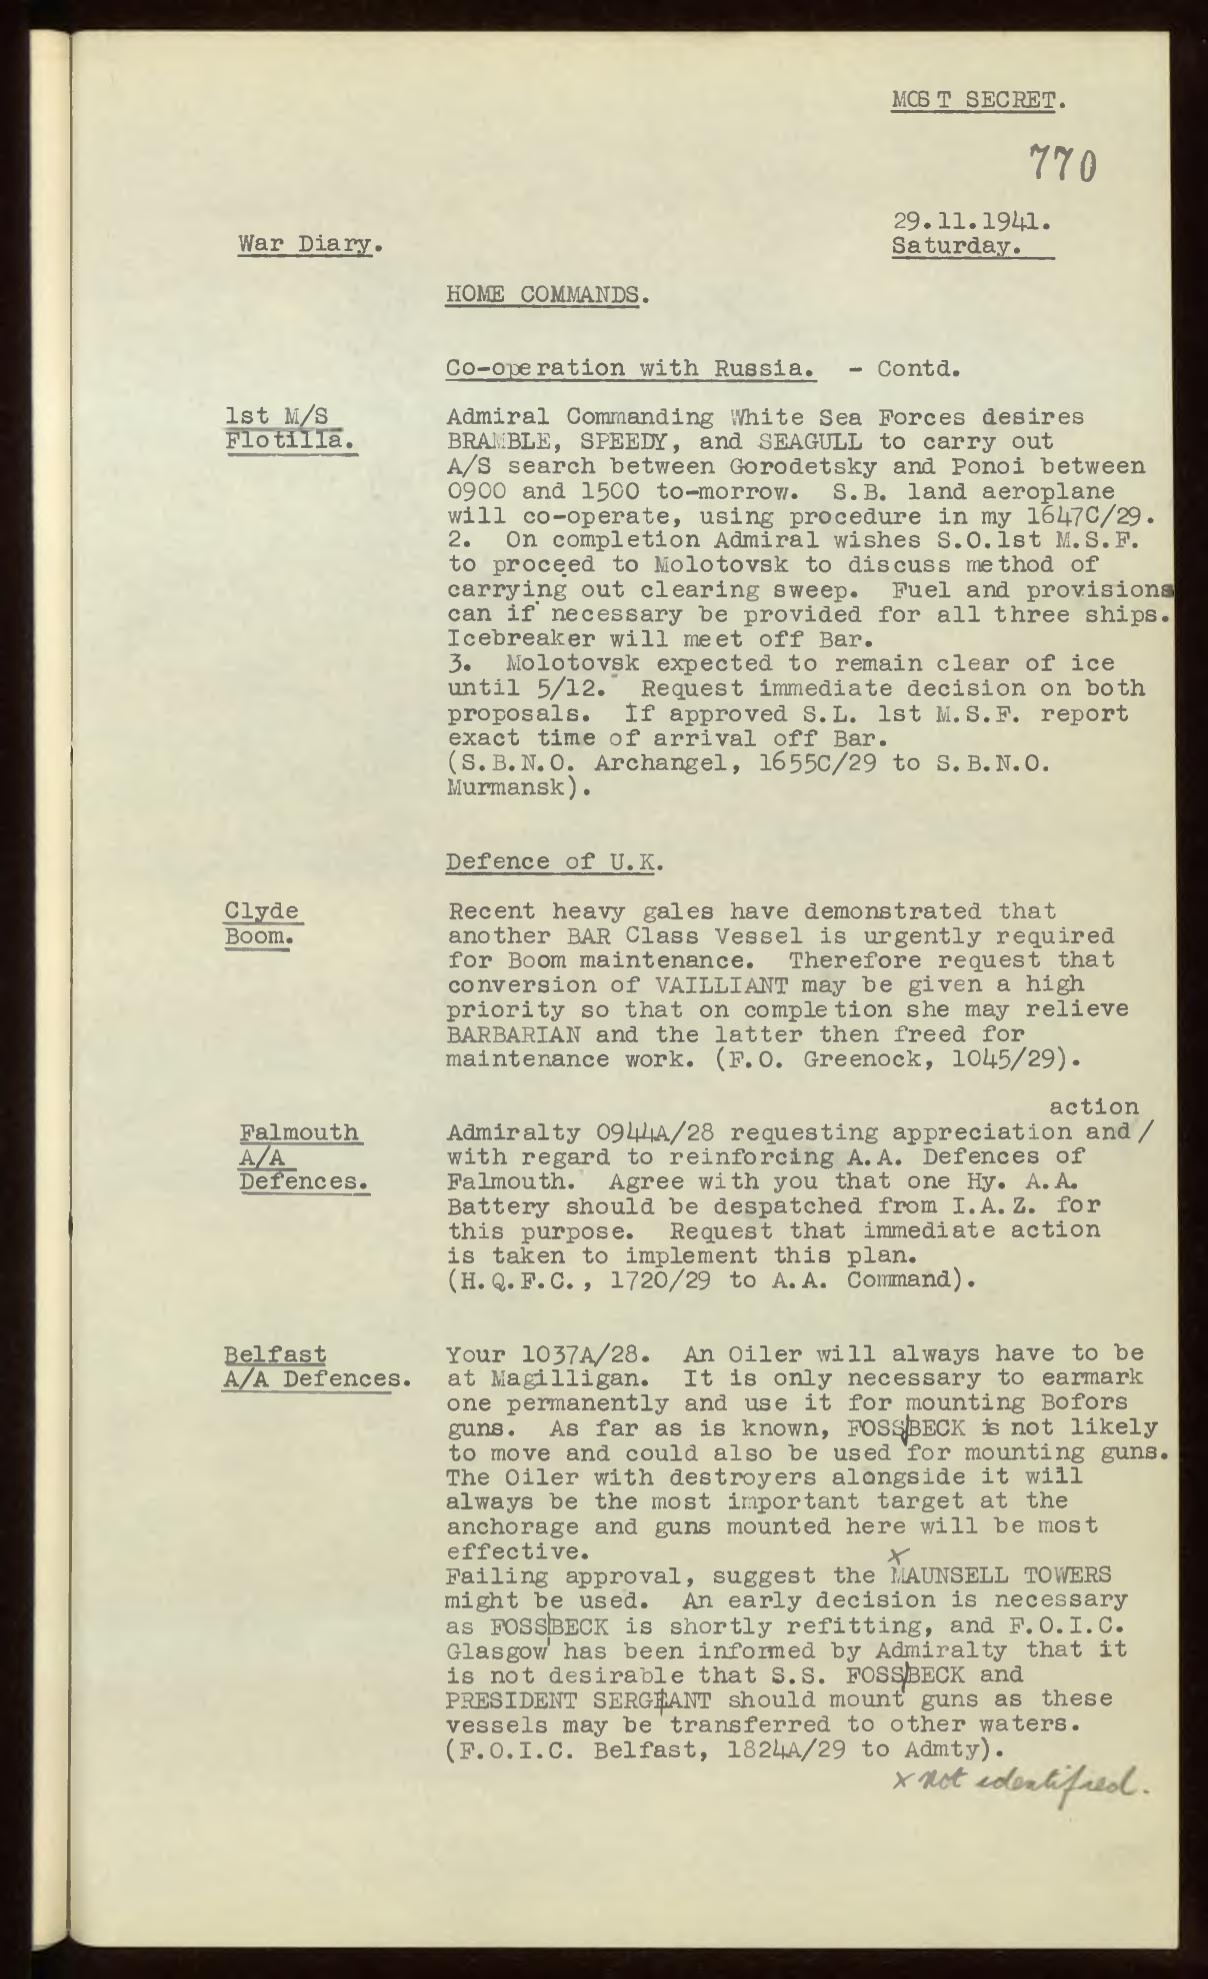 MOST SECRET.
770
29.11.1941.
War Diary.
Saturday.
HOME COMMANDS.
Co-operation with Russia. - Contd.
1st M/S
Flotilla.
Admiral Commanding White Sea Forces desires
BRAMBLE, SPEEDY, and SEAGULL to carry out
A/S search between Gorodetsky and Ponoi between
0900 and 1500 to-morrow. S.B. land aeroplane
will co-operate, using procedure in my 1647C/29.
2. On completion Admiral wishes S.O.1st M.S.F.
to proceed to Molotovsk to discuss method of
carrying out clearing sweep. Fuel and provisions
can if necessary be provided for all three ships.
Icebreaker will meet off Bar.
3. Molotovsk expected to remain clear of ice
until 5/12. Request immediate decision on both
proposals. If approved S.L. 1st M.S.F. report
exact time of arrival off Bar.
(S.B.N.O. Archangel, 1655C/29 to S.B.N.O.
Murmansk).
Defence of U.K.
Clyde
Boom.
Recent heavy gales have demonstrated that
another BAR Class Vessel is urgently required
for Boom maintenance. Therefore request that
conversion of VAILLIANT may be given a high
priority so that on completion she may relieve
BARBARIAN and the latter then freed for
maintenance work. (F.O. Greenock, 1045/29).
Falmouth
A/A
Defences.
action
Admiralty 0944A/28 requesting appreciation and/
with regard to reinforcing A.A. Defences of
Falmouth. Agree with you that one Hy. A.A.
Battery should be despatched from I.A.Z. for
this purpose. Request that immediate action
is taken to implement this plan.
(H.Q.F.C., 1720/29 to A.A. Command).
Belfast
A/A Defences.
Your 1037A/28. An Oiler will always have to be
at Magilligan. It is only necessary to earmark
one permanently and use it for mounting Bofors
guns. As far as is known, FOSSBECK is not likely
to move and could also be used for mounting guns.
The Oiler with destroyers alongside it will
always be the most important target at the
anchorage and guns mounted here will be most
effective.
x
Failing approval, suggest the MAUNSELL TOWERS
might be used. An early decision is necessary
as FOSSBECK is shortly refitting, and F.O.I.C.
Glasgow has been informed by Admiralty that it
is not desirable that S.S. FOSSBECK and
PRESIDENT SERGEANT should mount guns as these
vessels may be transferred to other waters.
(F.O.I.C. Belfast, 1824A/29 to Admty).
x not identified.